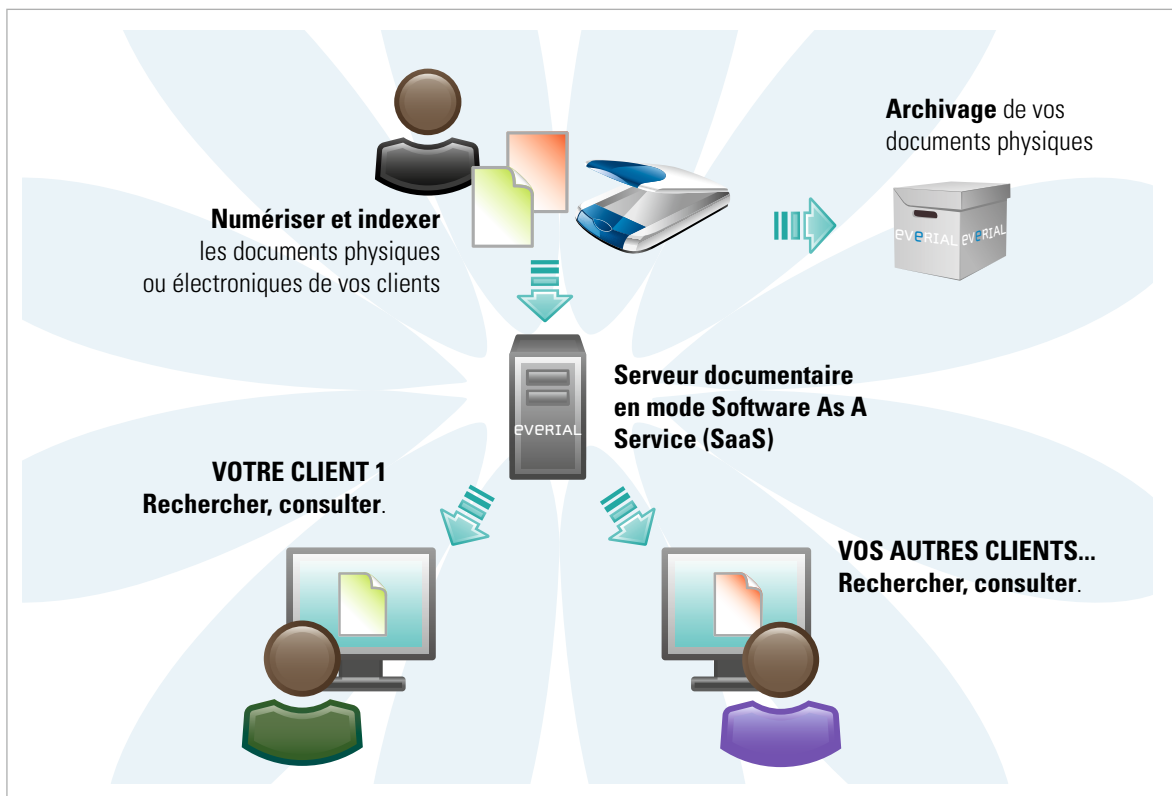 Archivage de vos
documents physiques
Numériser et indexer
les documents physiques
ou électroniques de vos clients
eveRIAL
eveRIAL
Serveur documentaire
en mode Software As A
Service (SaaS)
eveRIAL
VOTRE CLIENT 1
Rechercher, consulter.
VOS AUTRES CLIENTS...
Rechercher, consulter.